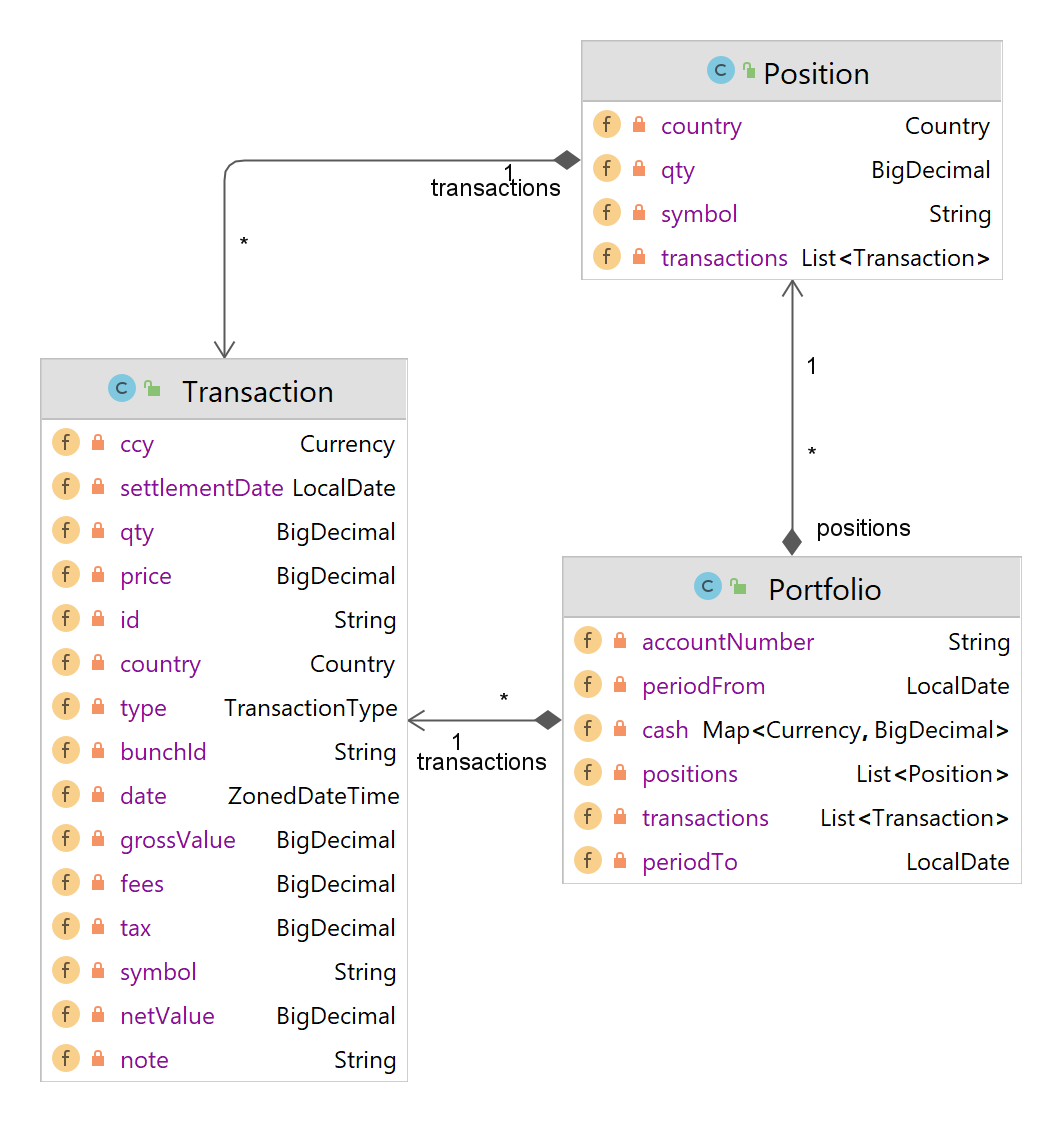 C Position
f country Country
f qty BigDecimal
f symbol String
f transactions List<Transaction>
1
transactions
*
1
*
positions
C Transaction
f ccy Currency
f settlementDate LocalDate
f qty BigDecimal
f price BigDecimal
f id String
f country Country
f type TransactionType
f bunchId String
f date ZonedDateTime
f grossValue BigDecimal
f fees BigDecimal
f tax BigDecimal
f symbol String
f netValue BigDecimal
f note String
*
1
transactions
C Portfolio
f accountNumber String
f periodFrom LocalDate
f cash Map<Currency, BigDecimal>
f positions List<Position>
f transactions List<Transaction>
f periodTo LocalDate